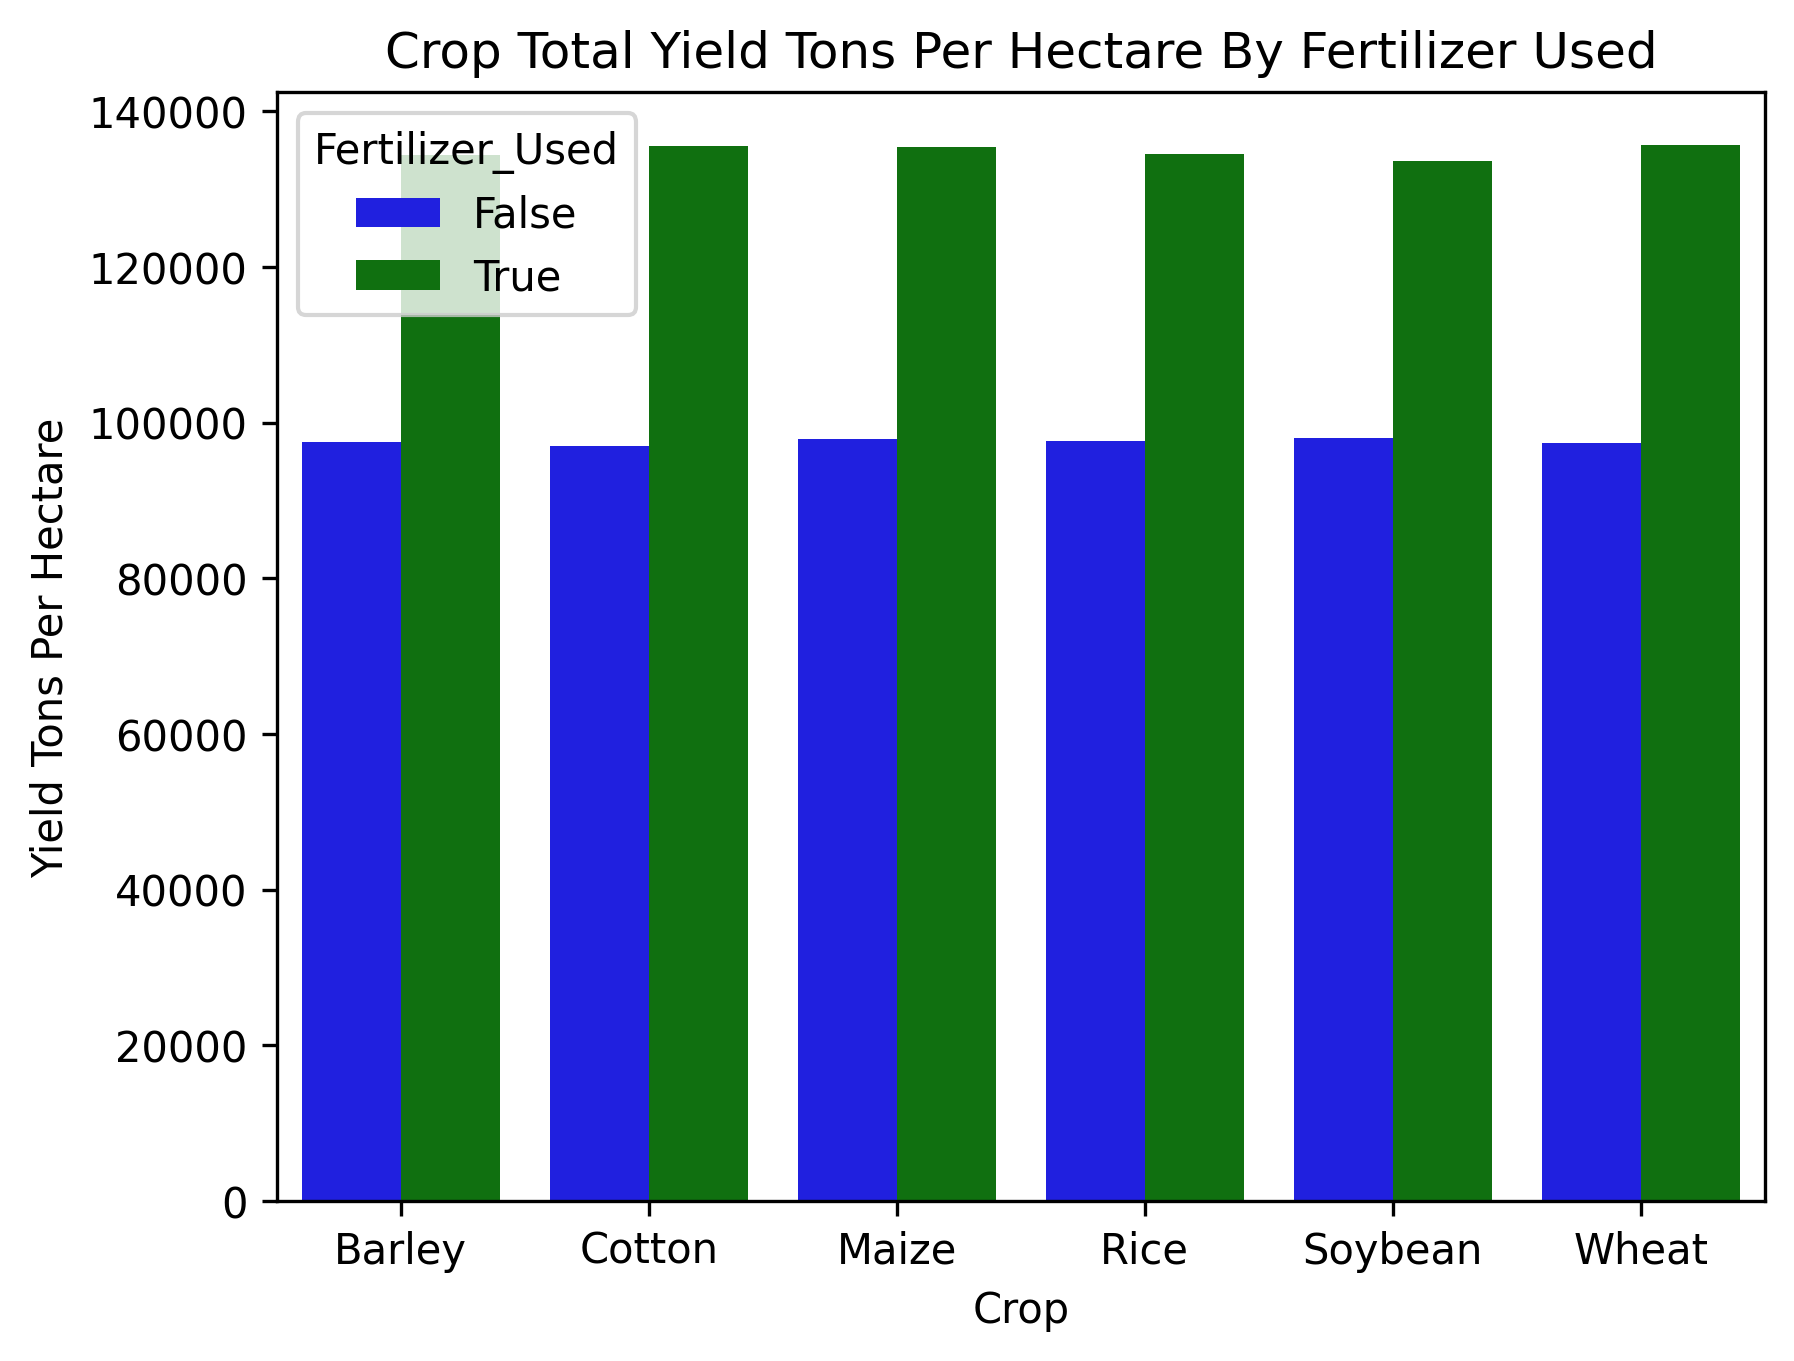 Crop Total Yield Tons Per Hectare By Fertilizer Used
Yield Tons Per Hectare
140000
120000
100000
80000
60000
40000
20000
0
Fertilizer_Used
False
True
Barley
Cotton
Maize
Rice
Soybean
Wheat
Crop